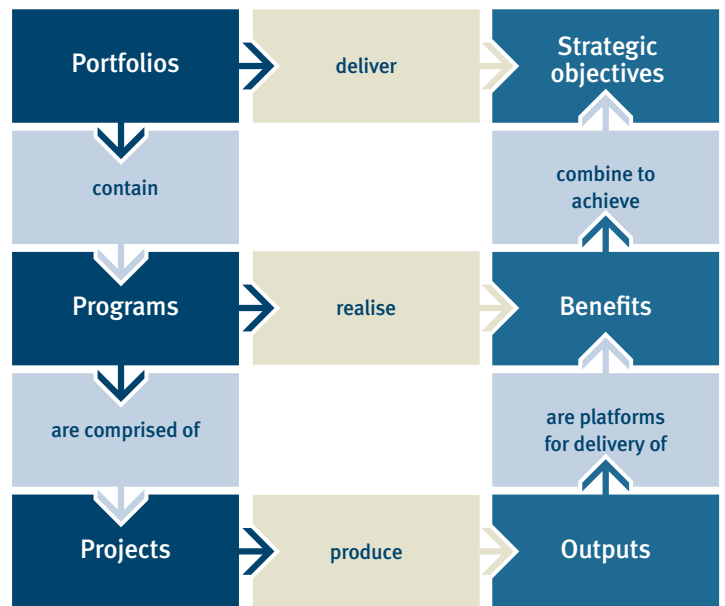 Portfolios
deliver
Strategic
objectives
contain
combine to
achieve
Programs
realise
Benefits
are comprised of
are platforms
for delivery of
Projects
produce
Outputs